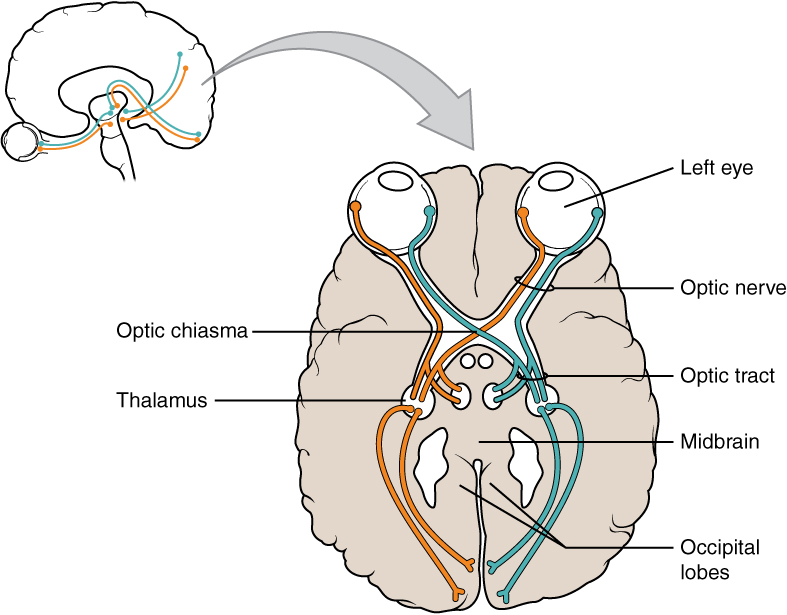 Left eye
Optic nerve
Optic chiasma
Optic tract
Thalamus
Midbrain
Occipital
lobes